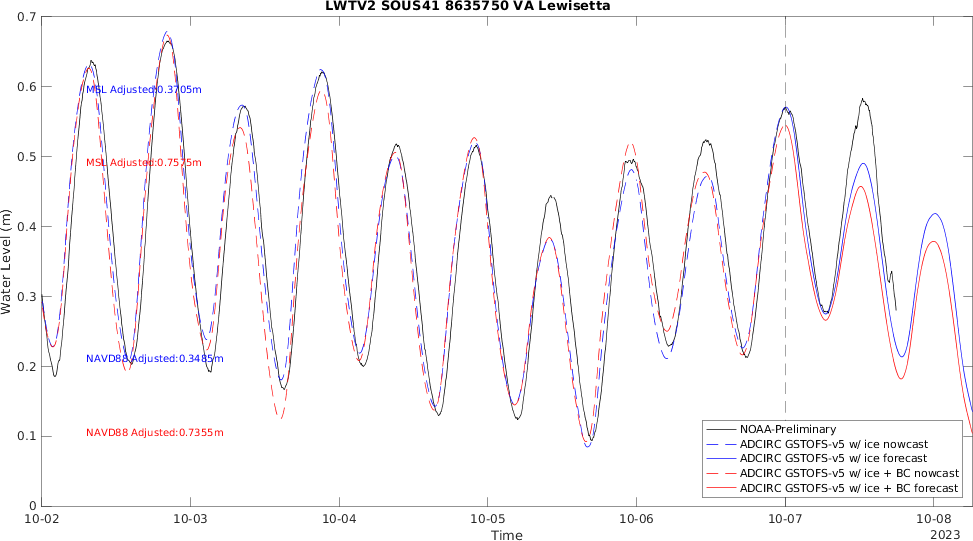 LWTV2 SOUS41 8635750 VA Lewisetta
0.7
0.6
0.5
0.4
0.3
0.2
0.1
0
Water Level (m)
MSL Adjusted:0.3705m
MSL Adjusted:0.7575m
NAVD88 Adjusted:0.3485m
NAVD88 Adjusted:0.7355m
NOAA-Preliminary
ADCIRC GSTOFS-v5 w/ ice nowcast
ADCIRC GSTOFS-v5 w/ ice forecast
ADCIRC GSTOFS-v5 w/ ice + BC nowcast
ADCIRC GSTOFS-v5 w/ ice + BC forecast
10-02 10-03 10-04 10-05 10-06 10-07 10-08
Time
2023